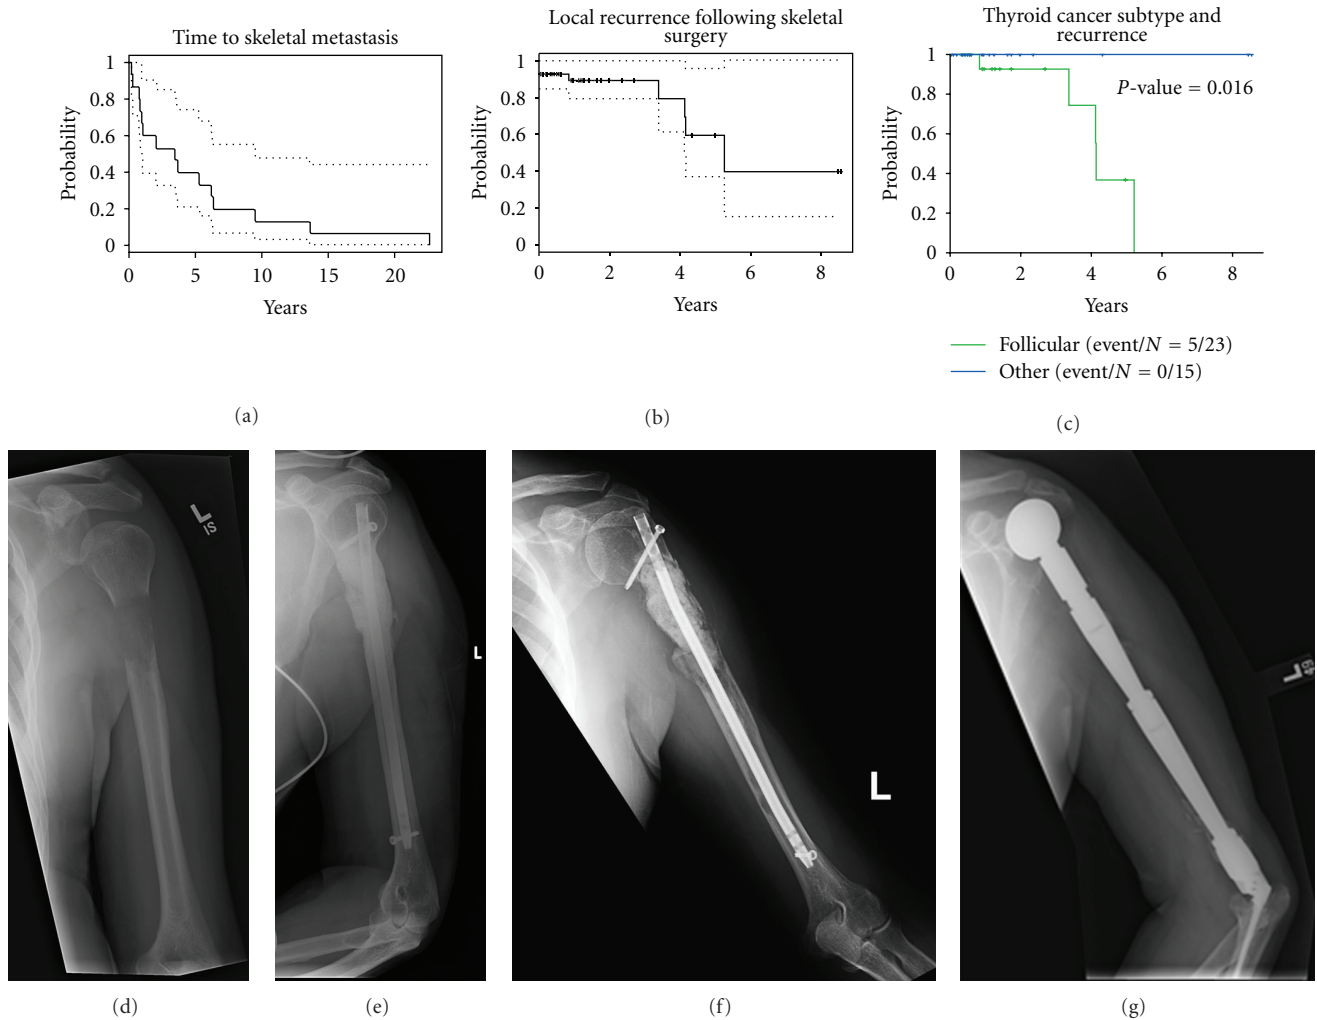 Time to skeletal metastasis
Probability
1
0.8
0.6
0.4
0.2
0
0 5 10 15 20
Years
(a)
Local recurrence following skeletal
surgery
Probability
1
0.8
0.6
0.4
0.2
0
0 2 4 6 8
Years
(b)
Thyroid cancer subtype and
recurrence
Probability
1
0.8
0.6
0.4
0.2
0
P-value = 0.016
0 2 4 6 8
Years
Follicular (event/N = 5/23)
Other (event/N = 0/15)
(c)
L
IS
(d)
L
(e)
L
(f)
L
(g)